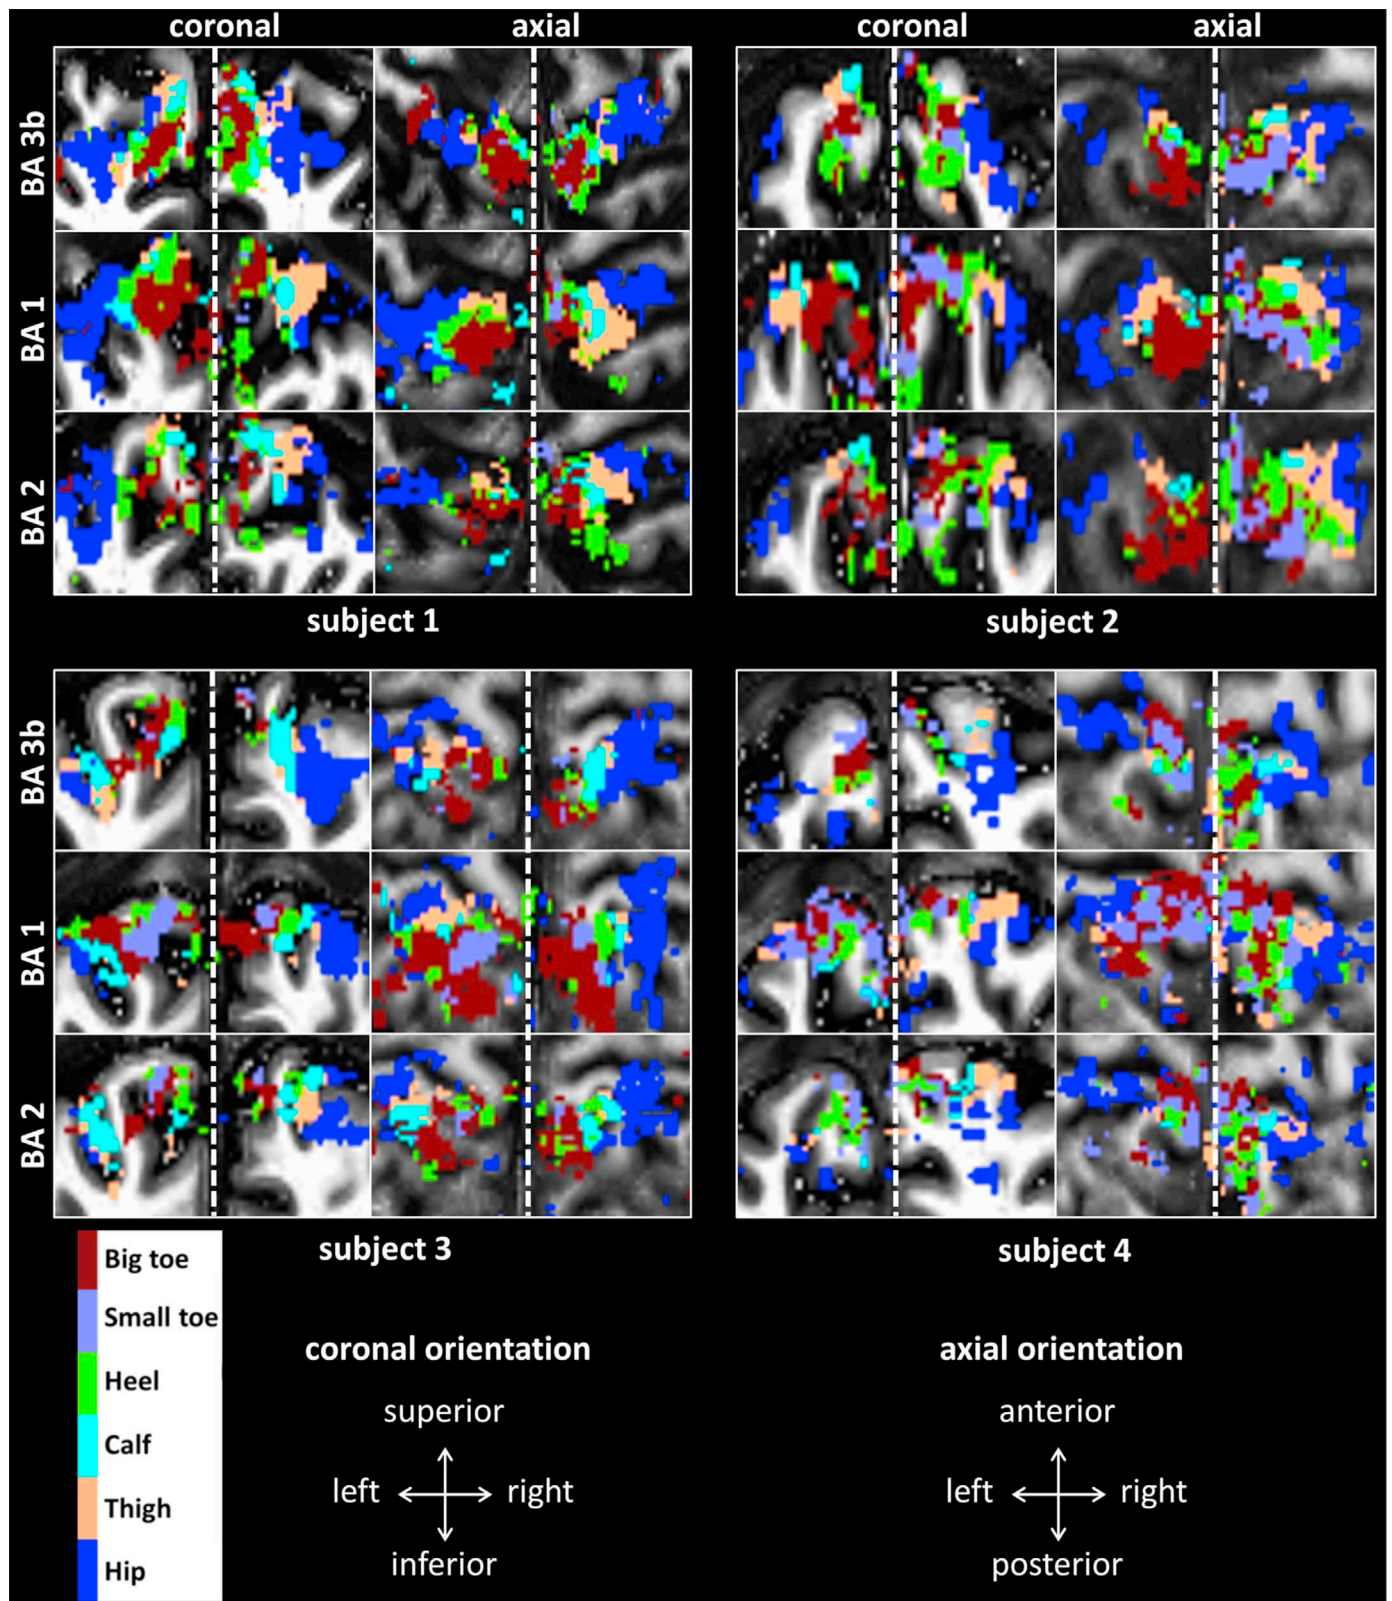 coronal axial coronal axial
BA 3b
BA 1
BA 2
subject 1 subject 2
BA 3b
BA 1
BA 2
subject 3 subject 4
Big toe
Small toe
Heel
Calf
Thigh
Hip
coronal orientation
superior
left right
inferior
axial orientation
anterior
left right
posterior